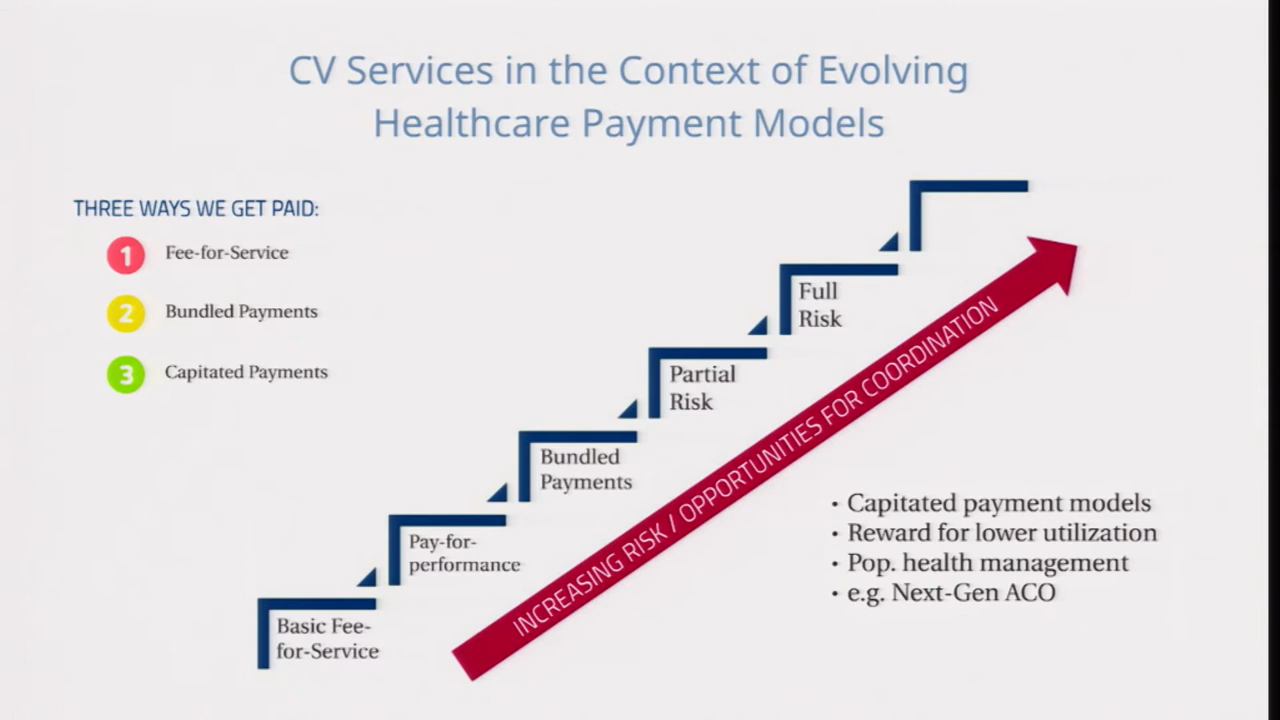 CV Services in the Context of Evolving
Healthcare Payment Models
THREE WAYS WE GET PAID:
1 Fee-for-Service
2 Bundled Payments
3 Capitated Payments
Full
Risk
Partial
Risk
Bundled
Payments
Pay-for-
performance
Basic Fee-
for-Service
INCREASING RISK / OPPORTUNITIES FOR COORDINATION
• Capitated payment models
• Reward for lower utilization
• Pop. health management
• e.g. Next-Gen ACO